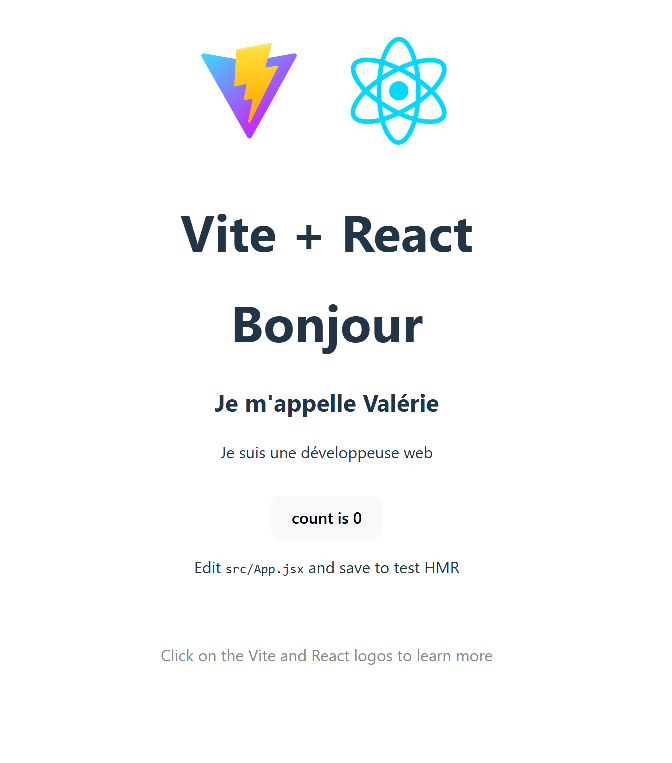 Vite + React
Bonjour
Je m'appelle Valérie
Je suis une développeuse web
count is 0
Edit src/App.jsx and save to test HMR
Click on the Vite and React logos to learn more